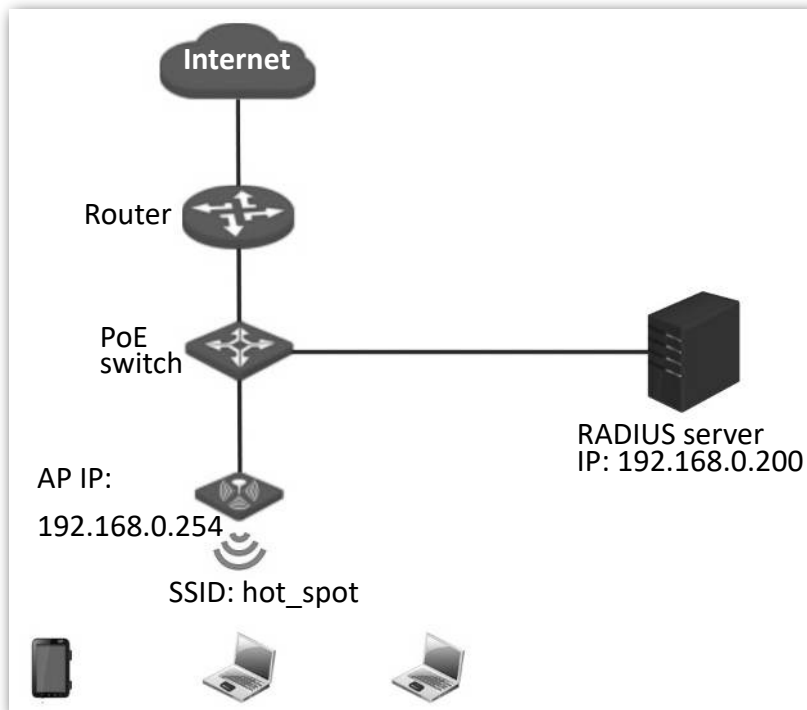 Internet
Router
PoE
switch
RADIUS server
IP: 192.168.0.200
AP IP:
192.168.0.254
SSID: hot_spot